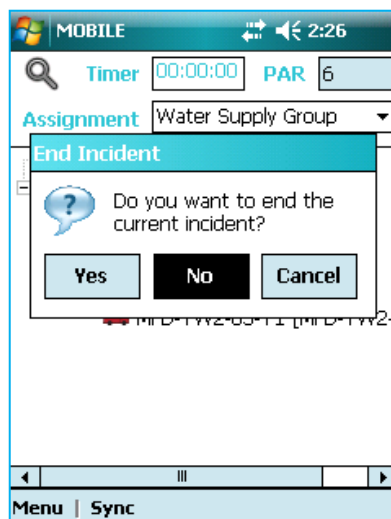 MOBILE 2:26
Timer 00:00:00 PAR 6
Assignment Water Supply Group
End Incident
Do you want to end the
current incident?
Yes No Cancel
Menu | Sync